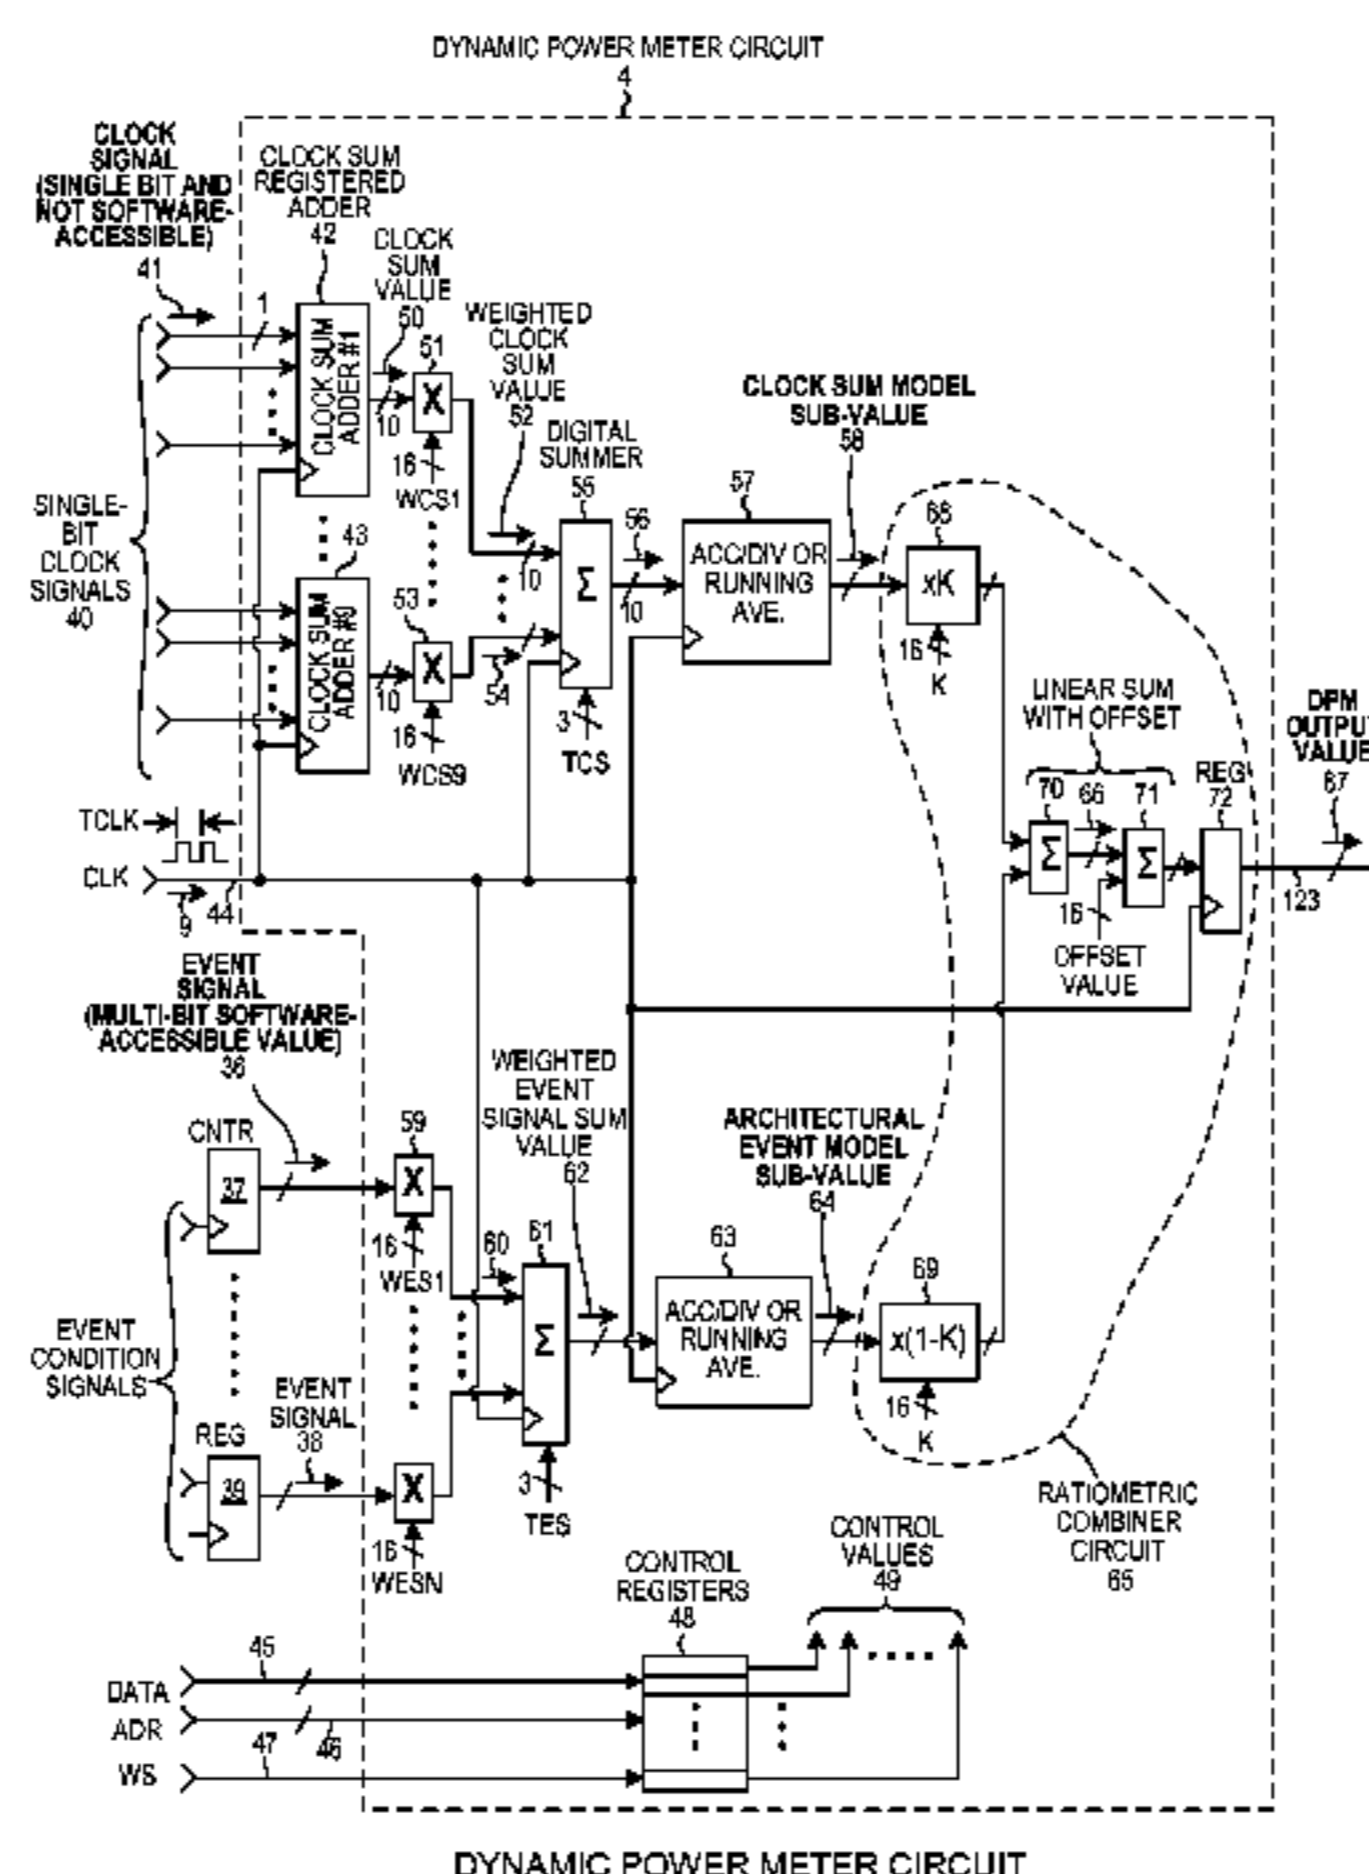 DYNAMIC POWER METER CIRCUIT
4
CLOCK
SIGNAL
(SINGLE BIT AND
NOT SOFTWARE-
ACCESSIBLE)
41
CLOCK SUM
REGISTERED
ADDER
42
CLOCK
SUM
VALUE
50
1
CLOCK SUM
ADDER #1
10
51
X
16
WCS1
WEIGHTED
CLOCK
SUM
VALUE
52
DIGITAL
SUMMER
55
Σ
10
54
3
TCS
56
10
57
ACC/DIV OR
RUNNING
AVE.
CLOCK SUM MODEL
SUB-VALUE
58
68
xK
16
K
SINGLE-
BIT
CLOCK
SIGNALS
40
43
CLOCK SUM
ADDER #9
10
53
X
16
WCS9
LINEAR SUM
WITH OFFSET
70
Σ
66
71
Σ
16
OFFSET
VALUE
REG
72
DPM
OUTPUT
VALUE
67
123
TCLK
CLK
9
44
EVENT
SIGNAL
(MULTI-BIT SOFTWARE-
ACCESSIBLE VALUE)
36
CNTR
37
59
X
16
WES1
WEIGHTED
EVENT
SIGNAL SUM
VALUE
62
60
61
Σ
3
TES
63
ACC/DIV OR
RUNNING
AVE.
ARCHITECTURAL
EVENT MODEL
SUB-VALUE
64
69
x(1-K)
16
K
EVENT
CONDITION
SIGNALS
REG
39
EVENT
SIGNAL
38
X
16
WESN
RATIOMETRIC
COMBINER
CIRCUIT
65
CONTROL
REGISTERS
48
CONTROL
VALUES
49
DATA
45
ADR
46
WS
47
DYNAMIC POWER METER CIRCUIT